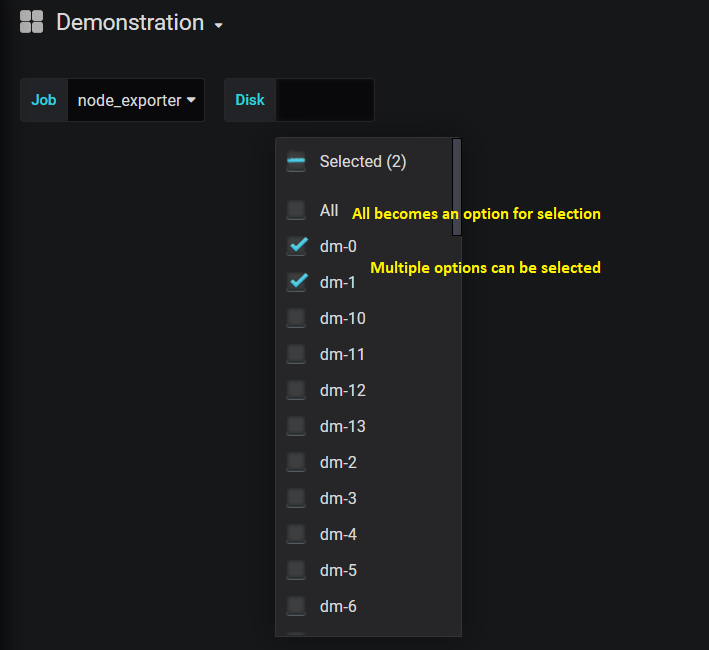 Demonstration
Job node_exporter Disk
Selected (2)
All All becomes an option for selection
dm-0
Multiple options can be selected
dm-1
dm-10
dm-11
dm-12
dm-13
dm-2
dm-3
dm-4
dm-5
dm-6